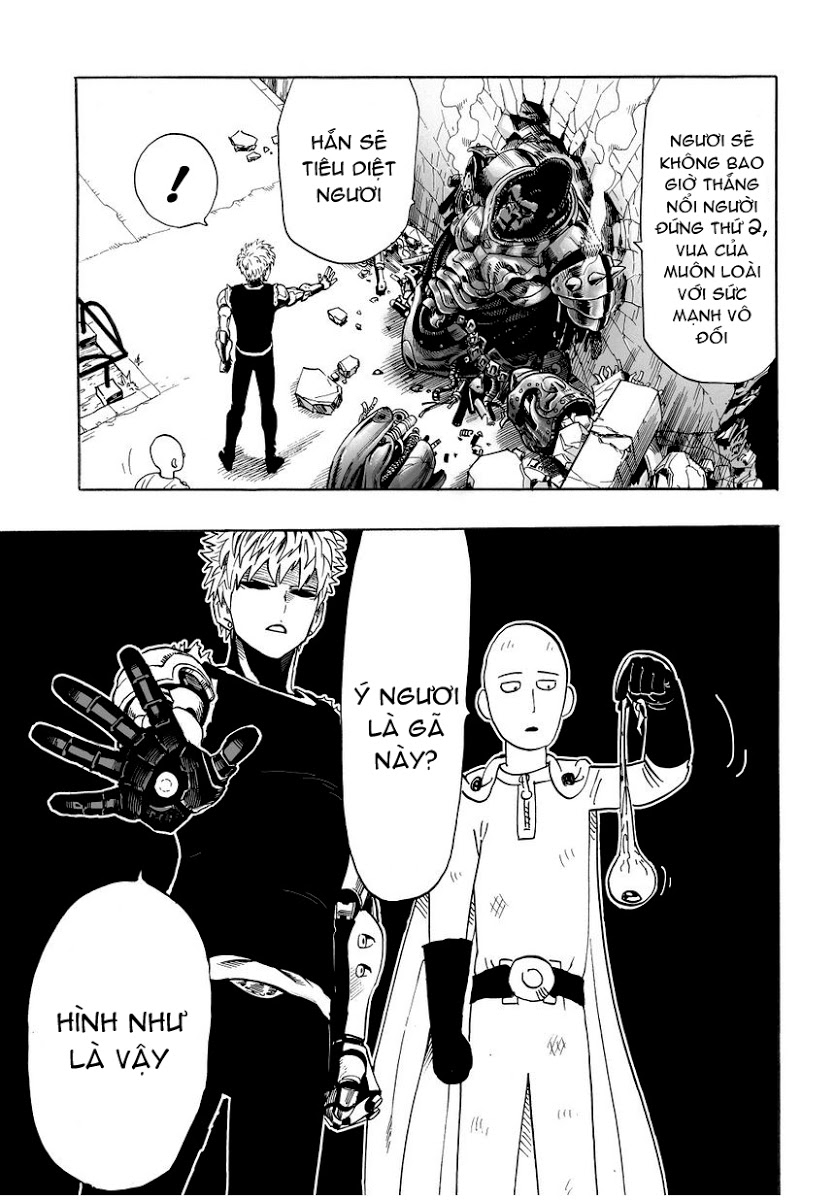 NGƯƠI SẼ
KHÔNG BAO
GIỜ THẮNG
NỔI NGƯỜI
ĐỨNG THỨ 2,
VUA CỦA
MUÔN LOÀI
VỚI SỨC
MẠNH VÔ
ĐỐI
HẮN SẼ
TIÊU DIỆT
NGƯƠI
!
Ý NGƯƠI
LÀ GÃ
NÀY?
HÌNH NHƯ
LÀ VẬY